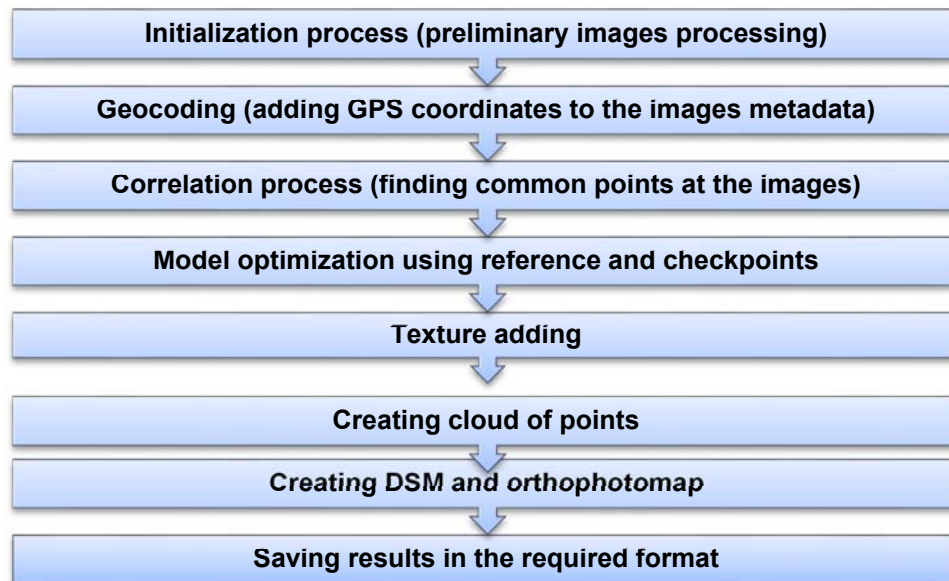 Initialization process (preliminary images processing)
Geocoding (adding GPS coordinates to the images metadata)
Correlation process (finding common points at the images)
Model optimization using reference and checkpoints
Texture adding
Creating cloud of points
Creating DSM and orthophotomap
Saving results in the required format